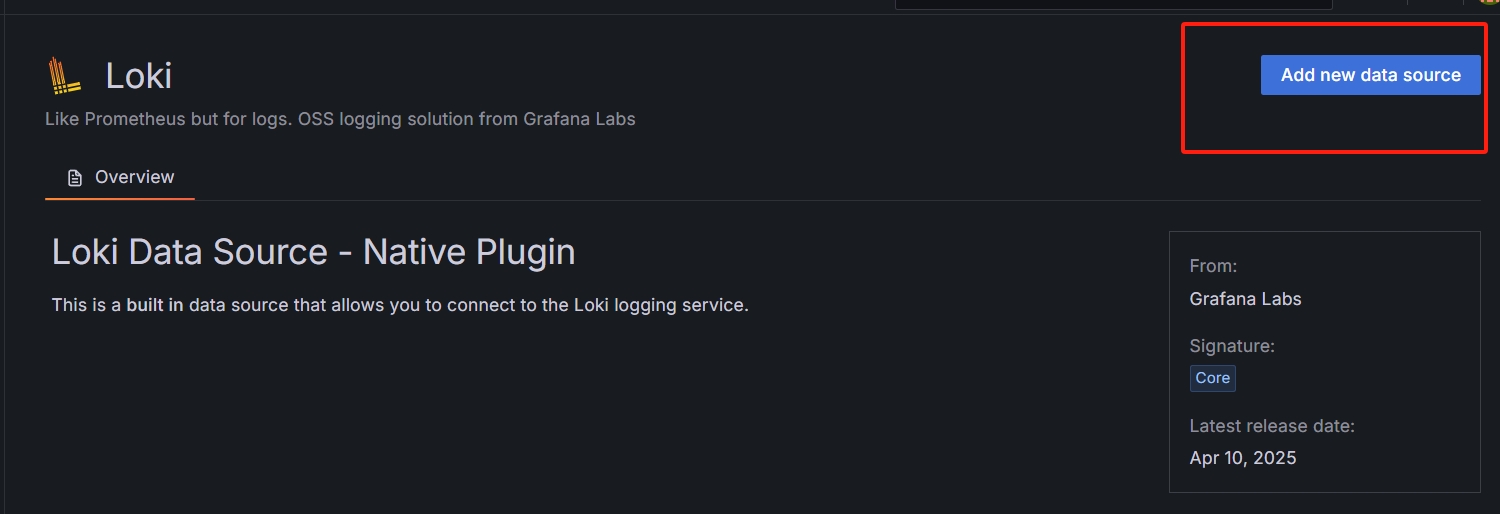 Loki
Add new data source
Like Prometheus but for logs. OSS logging solution from Grafana Labs
Overview
Loki Data Source - Native Plugin
This is a built in data source that allows you to connect to the Loki logging service.
From:
Grafana Labs
Signature:
Core
Latest release date:
Apr 10, 2025